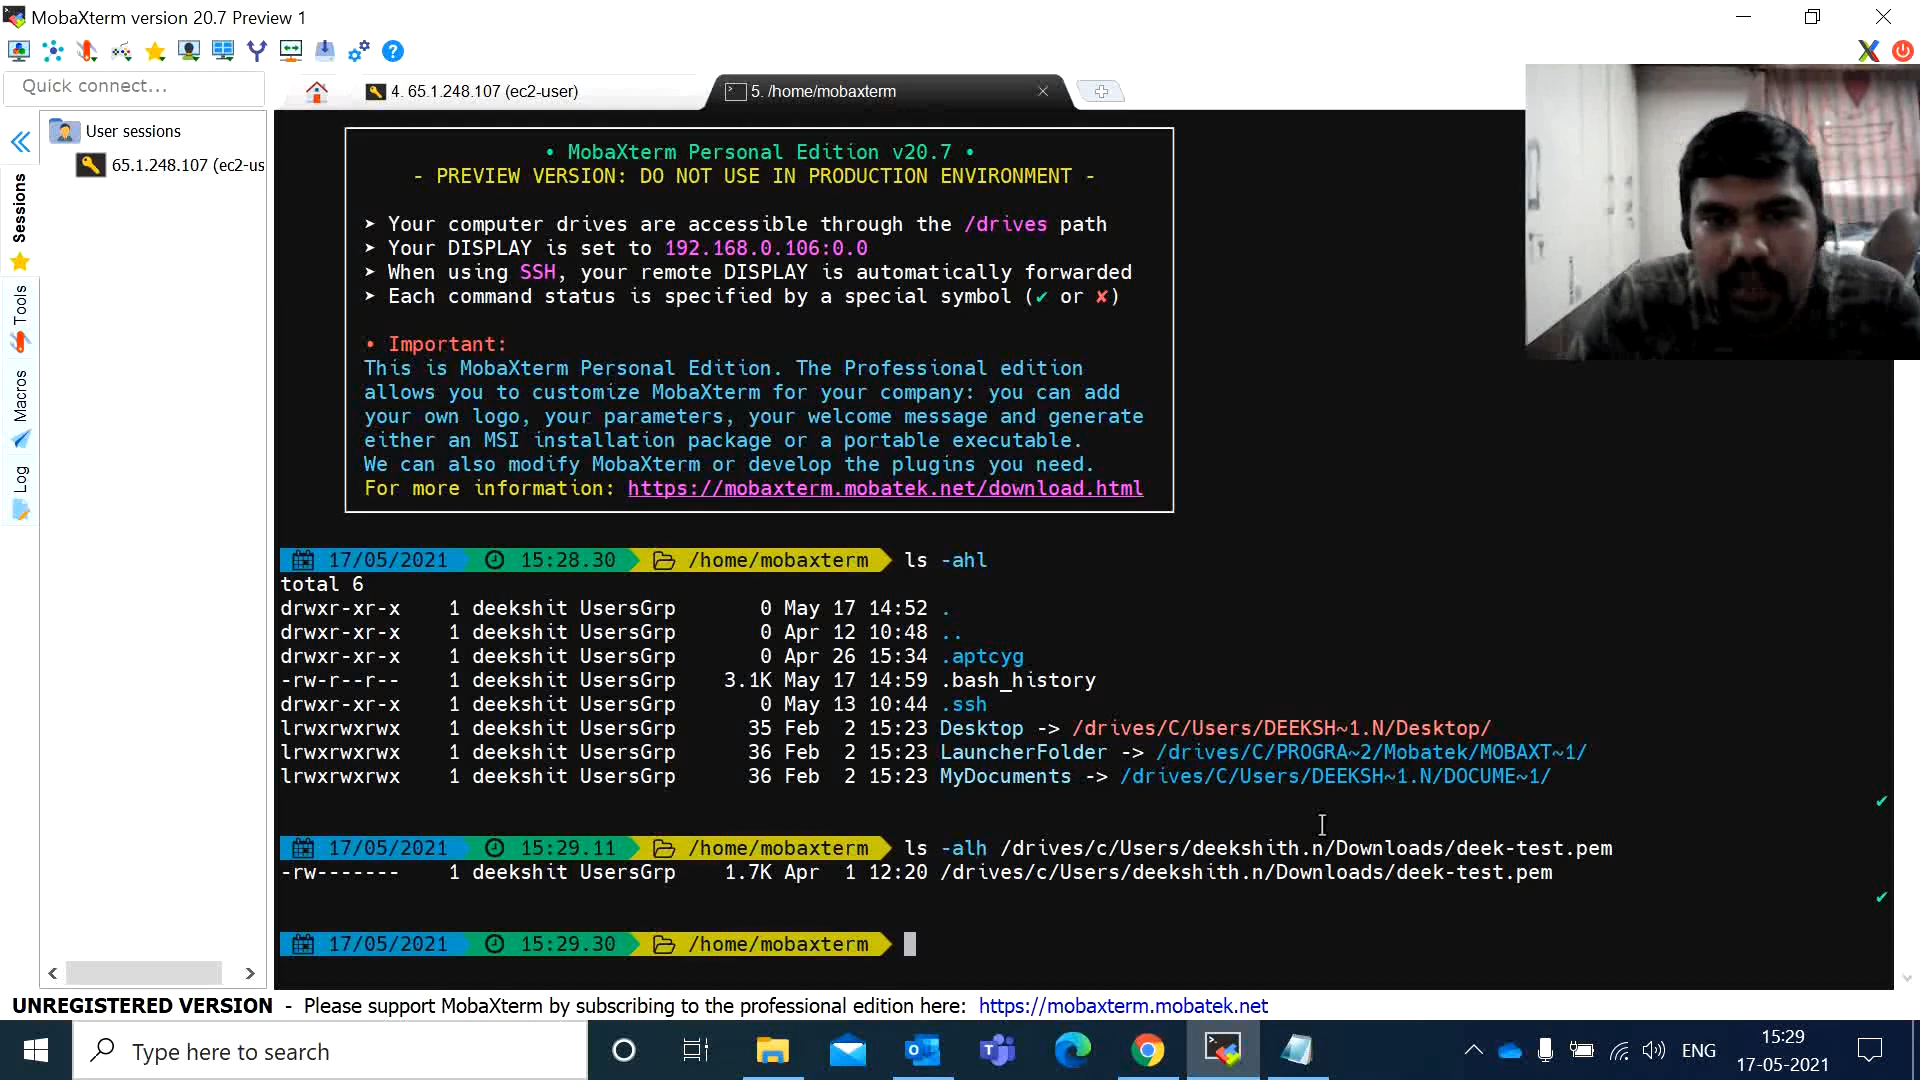 MobaXterm version 20.7 Preview 1
Quick connect...
4. 65.1.248.107 (ec2-user)
5. /home/mobaxterm
User sessions
65.1.248.107 (ec2-us
Sessions
Tools
Macros
Log
• MobaXterm Personal Edition v20.7 •
- PREVIEW VERSION: DO NOT USE IN PRODUCTION ENVIRONMENT -
➤ Your computer drives are accessible through the /drives path
➤ Your DISPLAY is set to 192.168.0.106:0.0
➤ When using SSH, your remote DISPLAY is automatically forwarded
➤ Each command status is specified by a special symbol (✔ or ✘)
• Important:
This is MobaXterm Personal Edition. The Professional edition
allows you to customize MobaXterm for your company: you can add
your own logo, your parameters, your welcome message and generate
either an MSI installation package or a portable executable.
We can also modify MobaXterm or develop the plugins you need.
For more information: https://mobaxterm.mobatek.net/download.html
17/05/2021 15:28.30 /home/mobaxterm ls -ahl
total 6
drwxr-xr-x 1 deekshit UsersGrp 0 May 17 14:52 .
drwxr-xr-x 1 deekshit UsersGrp 0 Apr 12 10:48 ..
drwxr-xr-x 1 deekshit UsersGrp 0 Apr 26 15:34 .aptcyg
-rw-r--r-- 1 deekshit UsersGrp 3.1K May 17 14:59 .bash_history
drwxr-xr-x 1 deekshit UsersGrp 0 May 13 10:44 .ssh
lrwxrwxrwx 1 deekshit UsersGrp 35 Feb 2 15:23 Desktop -> /drives/C/Users/DEEKSH~1.N/Desktop/
lrwxrwxrwx 1 deekshit UsersGrp 36 Feb 2 15:23 LauncherFolder -> /drives/C/PROGRA~2/Mobatek/MOBAXT~1/
lrwxrwxrwx 1 deekshit UsersGrp 36 Feb 2 15:23 MyDocuments -> /drives/C/Users/DEEKSH~1.N/DOCUME~1/
✔
17/05/2021 15:29.11 /home/mobaxterm ls -alh /drives/c/Users/deekshith.n/Downloads/deek-test.pem
-rw------- 1 deekshit UsersGrp 1.7K Apr 1 12:20 /drives/c/Users/deekshith.n/Downloads/deek-test.pem
✔
17/05/2021 15:29.30 /home/mobaxterm
UNREGISTERED VERSION - Please support MobaXterm by subscribing to the professional edition here: https://mobaxterm.mobatek.net
Type here to search
ENG
15:29
17-05-2021